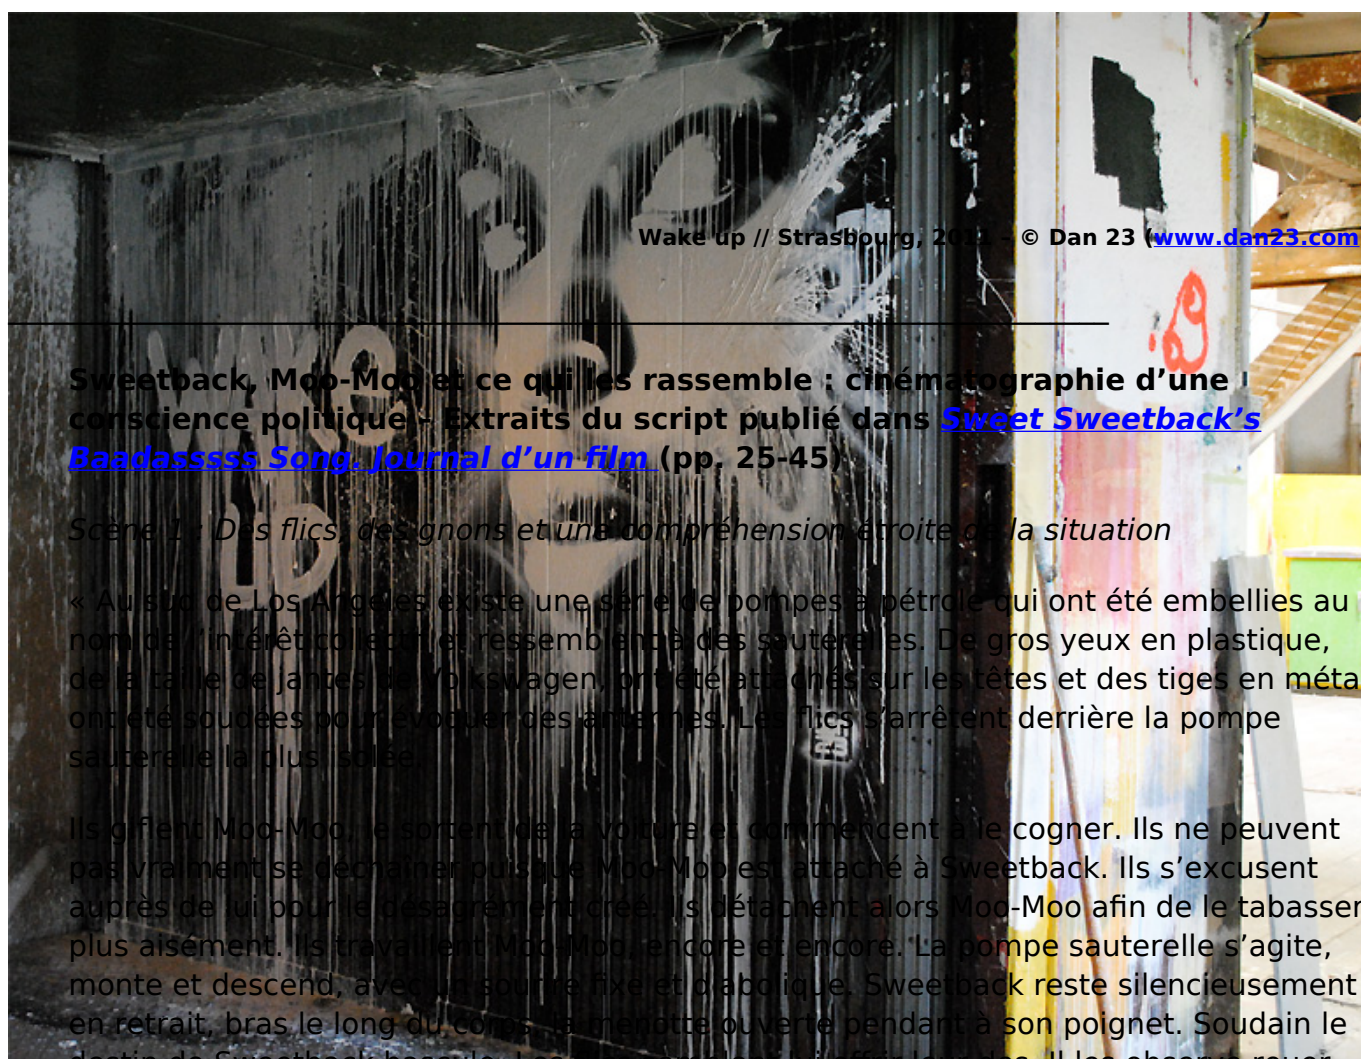 Wake up // Strasbourg, 2011 - © Dan 23 (www.dan23.com
WAKE
UP
Sweetback, Moo-Moo et ce qui les rassemble : cinématographie d’une
conscience politique - Extraits du script publié dans Sweet Sweetback’s
Baadasssss Song. Journal d’un film (pp. 25-45)
Scène 1 : Des flics, des gnons et une compréhension étroite de la situation
« Au sud de Los Angeles existe une série de pompes à pétrole qui ont été embellies au
nom de l’intérêt collectif et ressemblent à des sauterelles. De gros yeux en plastique,
de la taille de jantes de Volkswagen, ont été attachés sur les têtes et des tiges en méta
ont été soudées pour évoquer des antennes. Les flics s’arrêtent derrière la pompe
sauterelle la plus isolée.
Ils giflent Moo-Moo, le sortent de la voiture et commencent à le cogner. Ils ne peuvent
pas vraiment se déchaîner puisque Moo-Moo est attaché à Sweetback. Ils s’excusent
auprès de lui pour le désagrément créé. Ils détachent alors Moo-Moo afin de le tabasser
plus aisément. Ils travaillent Moo-Moo, encore et encore. La pompe sauterelle s’agite,
monte et descend, avec un sourire fixe et diabolique. Sweetback reste silencieusement
en retrait, bras le long du corps, la menotte ouverte pendant à son poignet. Soudain le
destin de Sweetback bascule.